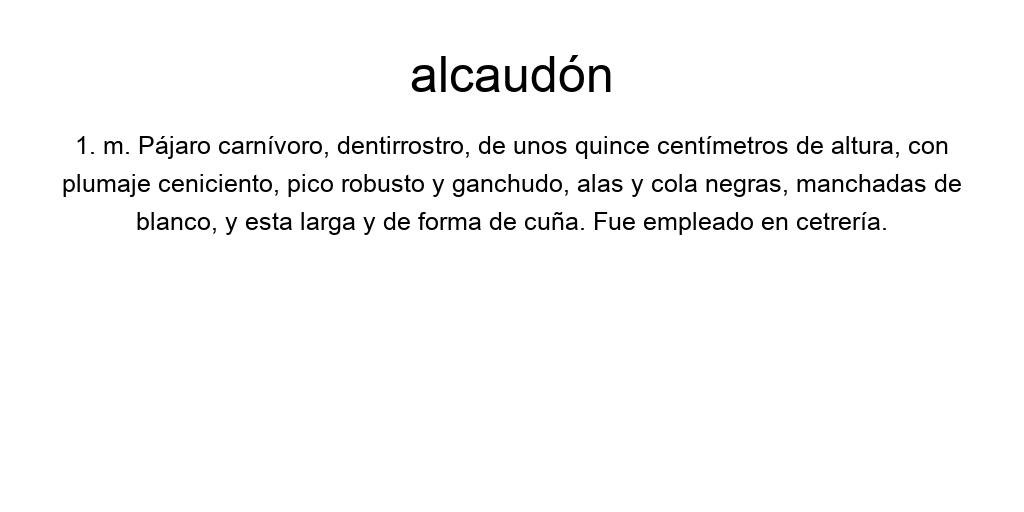 alcaudón
1. m. Pájaro carnívoro, dentirrostro, de unos quince centímetros de altura, con
plumaje ceniciento, pico robusto y ganchudo, alas y cola negras, manchadas de
blanco, y esta larga y de forma de cuña. Fue empleado en cetrería.